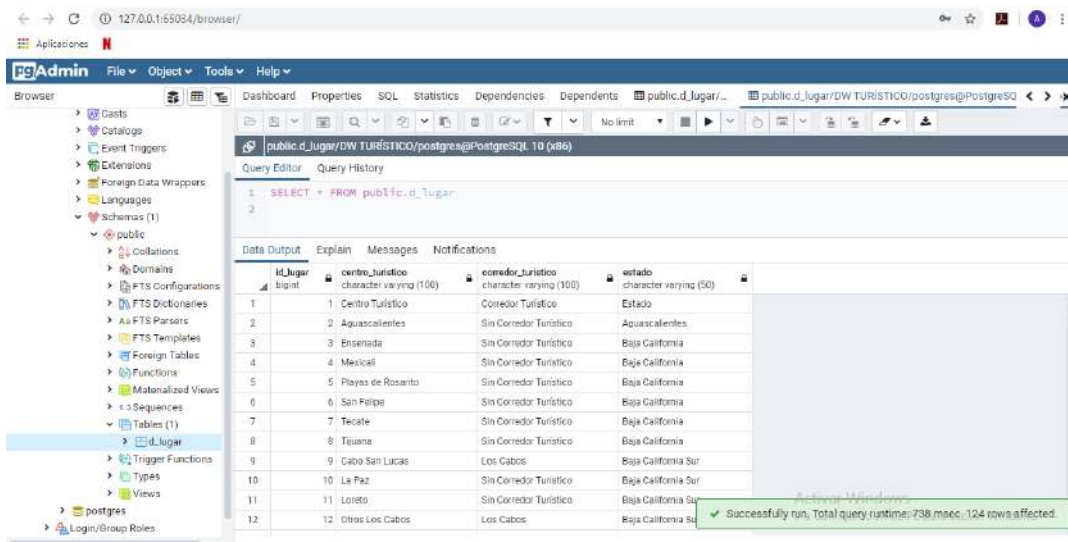 127.0.0.1:65034/browser/
A
Aplicaciones N
pgAdmin File Object Tools Help
Browser
Dashboard Properties SQL Statistics Dependencies Dependents public.d_lugar/... public.d_lugar/DW TURÍSTICO/postgres@PostgreSQ
Casts
Catalogs
Event Triggers
Extensions
Foreign Data Wrappers
Languages
Schemas (1)
public
Collations
Domains
FTS Configurations
FTS Dictionaries
FTS Parsers
FTS Templates
Foreign Tables
Functions
Materialized Views
Sequences
Tables (1)
d_lugar
Trigger Functions
Types
Views
postgres
Login/Group Roles
No limit
public.d_lugar/DW TURÍSTICO/postgres@PostgreSQL 10 (x86)
Query Editor Query History
1 SELECT * FROM public.d_lugar
2
Data Output Explain Messages Notifications
id_lugar bigint centro_turistico character varying (100) corredor_turistico character varying (100) estado character varying (50)
1 1 Centro Turístico Corredor Turístico Estado
2 2 Aguascalientes Sin Corredor Turístico Aguascalientes
3 3 Ensenada Sin Corredor Turístico Baja California
4 4 Mexicali Sin Corredor Turístico Baja California
5 5 Playas de Rosarito Sin Corredor Turístico Baja California
6 6 San Felipe Sin Corredor Turístico Baja California
7 7 Tecate Sin Corredor Turístico Baja California
8 8 Tijuana Sin Corredor Turístico Baja California
9 9 Cabo San Lucas Los Cabos Baja California Sur
10 10 La Paz Sin Corredor Turístico Baja California Sur
11 11 Loreto Sin Corredor Turístico Baja California Su
12 12 Otros Los Cabos Los Cabos Baja California Su
Activar Windows
Successfully run. Total query runtime: 738 msec. 124 rows affected.